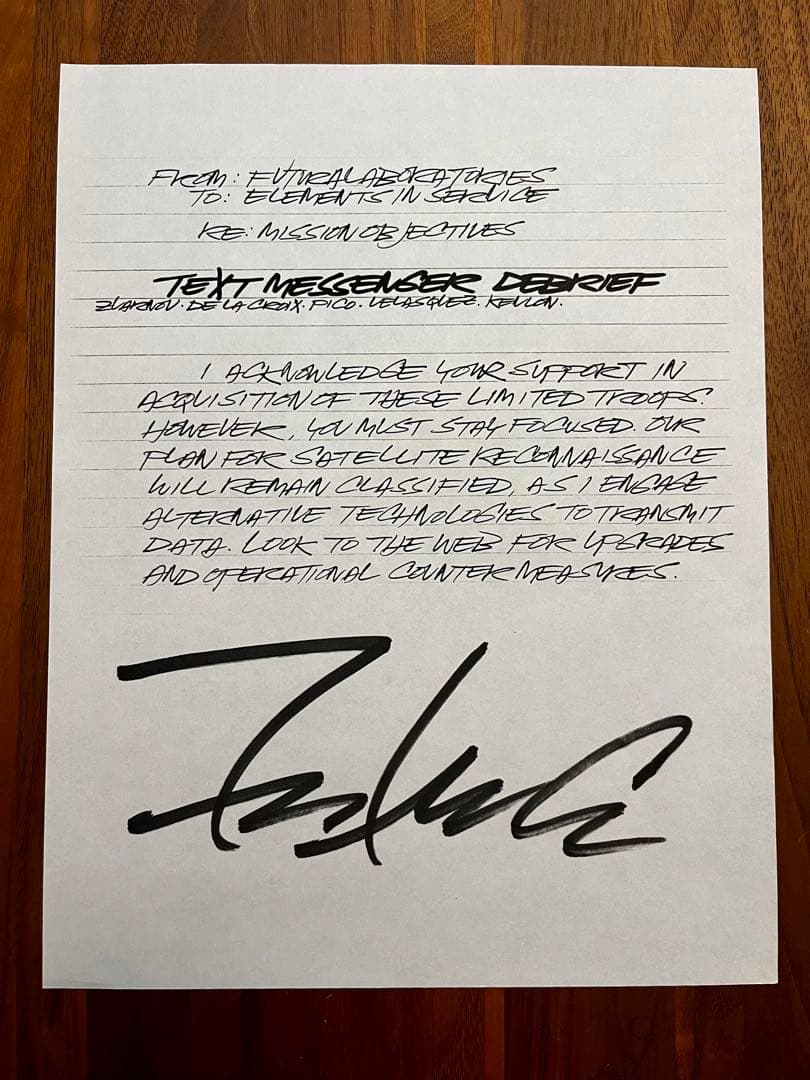 FROM: FUTURALABORATORIES
TO: ELEMENTS IN SERVICE
RE: MISSION OBJECTIVES
TEXT MESSENGER DEBRIEF
ZVARNOV. DE LA CROIX. PICO. VELASQUEZ. KEVLON.
I ACKNOWLEDGE YOUR SUPPORT IN
ACQUISITION OF THESE LIMITED TROOPS.
HOWEVER, YOU MUST STAY FOCUSED. OUR
PLAN FOR SATELLITE RECONNAISSANCE
WILL REMAIN CLASSIFIED, AS I ENGAGE
ALTERNATIVE TECHNOLOGIES TO TRANSMIT
DATA. LOOK TO THE WEB FOR UPGRADES
AND OPERATIONAL COUNTER MEASURES.
Futura